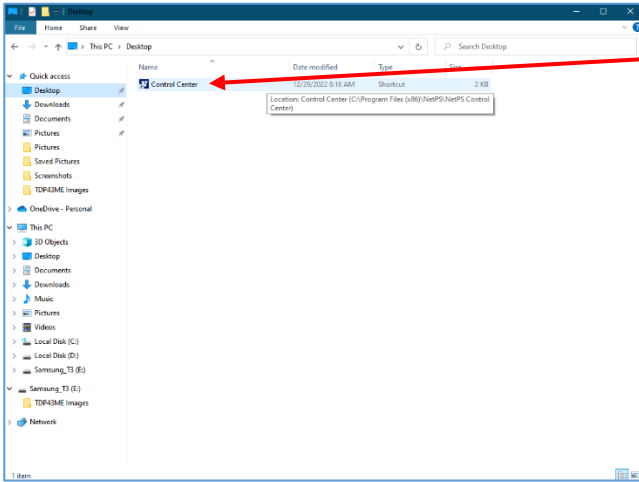 Desktop
File Home Share View
This PC > Desktop
Search Desktop
Name Date modified Type Size
Quick access
Control Center 12/29/2022 8:16 AM Shortcut 2 KB
Location: Control Center (C:\Program Files (x86)\NetPS\NetPS Control
Center)
Desktop
Downloads
Documents
Pictures
Pictures
Saved Pictures
Screenshots
TDP43ME Images
OneDrive - Personal
This PC
3D Objects
Desktop
Documents
Downloads
Music
Pictures
Videos
Local Disk (C:)
Local Disk (D:)
Samsung_T3 (E:)
Samsung_T3 (E:)
TDP43ME Images
Network
1 item